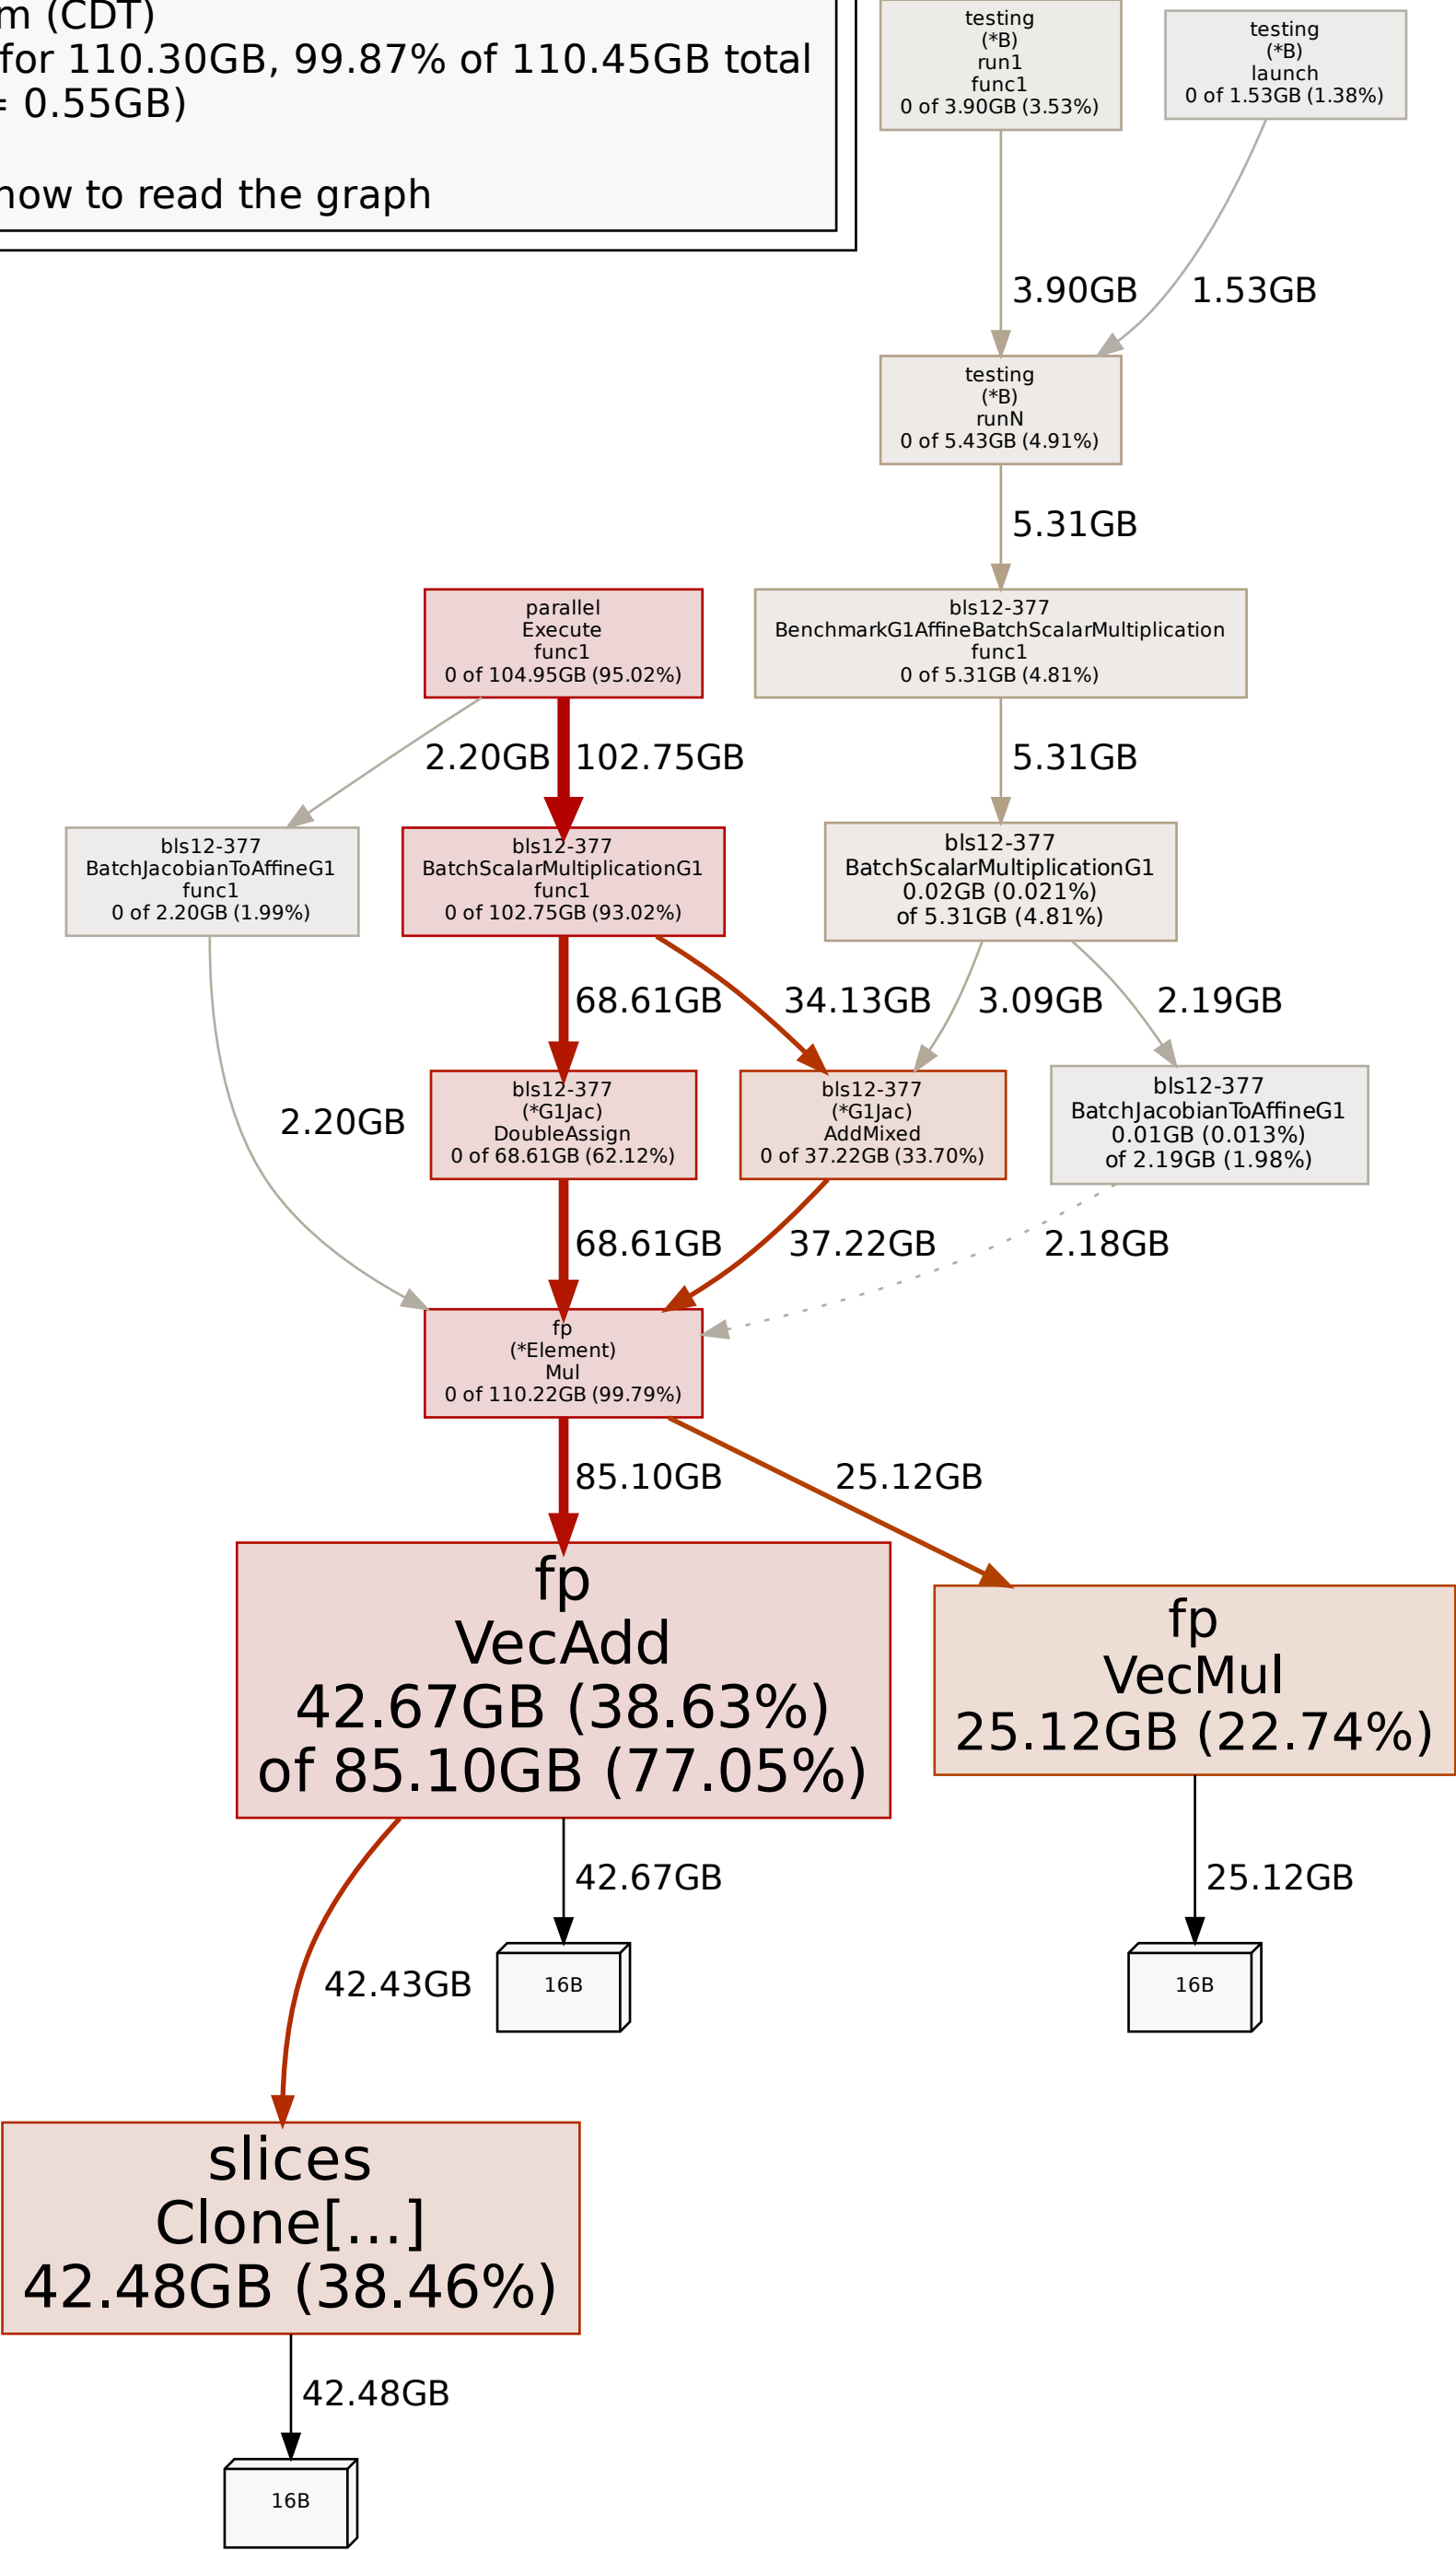 m (CDT)
for 110.30GB, 99.87% of 110.45GB total
= 0.55GB)
how to read the graph
testing
(*B)
run1
func1
0 of 3.90GB (3.53%)
testing
(*B)
launch
0 of 1.53GB (1.38%)
3.90GB
1.53GB
testing
(*B)
runN
0 of 5.43GB (4.91%)
5.31GB
parallel
Execute
func1
0 of 104.95GB (95.02%)
bls12-377
BenchmarkG1AffineBatchScalarMultiplication
func1
0 of 5.31GB (4.81%)
2.20GB
102.75GB
5.31GB
bls12-377
BatchJacobianToAffineG1
func1
0 of 2.20GB (1.99%)
bls12-377
BatchScalarMultiplicationG1
func1
0 of 102.75GB (93.02%)
bls12-377
BatchScalarMultiplicationG1
0.02GB (0.021%)
of 5.31GB (4.81%)
68.61GB
34.13GB
3.09GB
2.19GB
2.20GB
bls12-377
(*G1Jac)
DoubleAssign
0 of 68.61GB (62.12%)
bls12-377
(*G1Jac)
AddMixed
0 of 37.22GB (33.70%)
bls12-377
BatchJacobianToAffineG1
0.01GB (0.013%)
of 2.19GB (1.98%)
68.61GB
37.22GB
2.18GB
fp
(*Element)
Mul
0 of 110.22GB (99.79%)
85.10GB
25.12GB
fp
VecAdd
42.67GB (38.63%)
of 85.10GB (77.05%)
fp
VecMul
25.12GB (22.74%)
42.43GB
42.67GB
25.12GB
16B
16B
slices
Clone[…]
42.48GB (38.46%)
42.48GB
16B